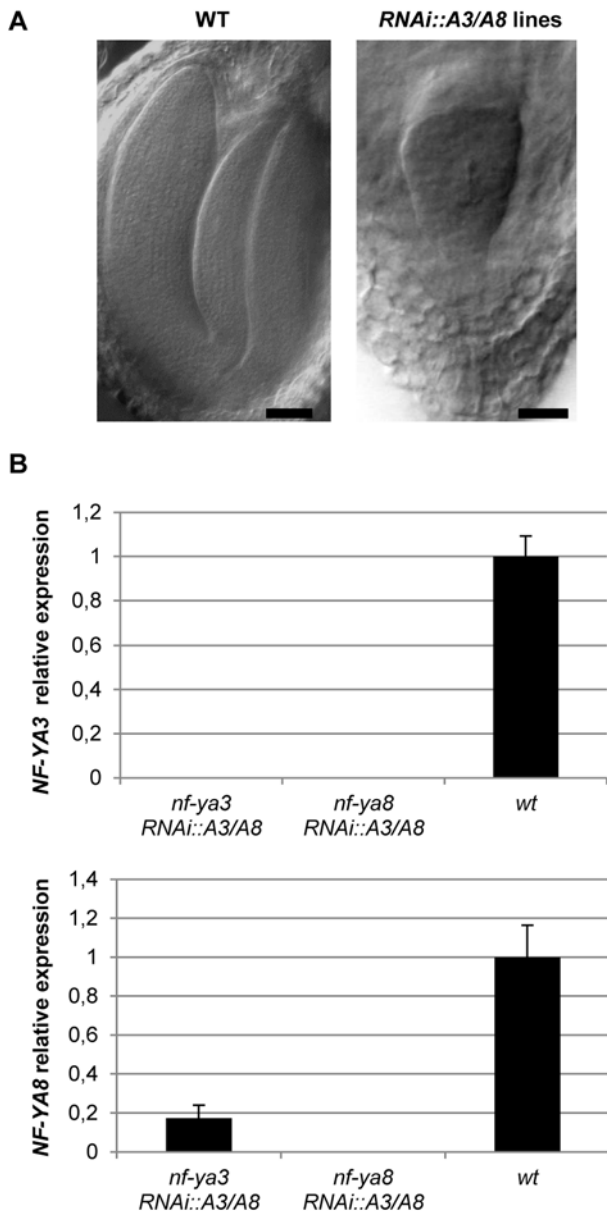 A
WT
RNAi::A3/A8 lines
B
NF-YA3 relative expression
1,2
1
0,8
0,6
0,4
0,2
0
nf-ya3
RNAi::A3/A8
nf-ya8
RNAi::A3/A8
wt
NF-YA8 relative expression
1,4
1,2
1
0,8
0,6
0,4
0,2
0
nf-ya3
RNAi::A3/A8
nf-ya8
RNAi::A3/A8
wt